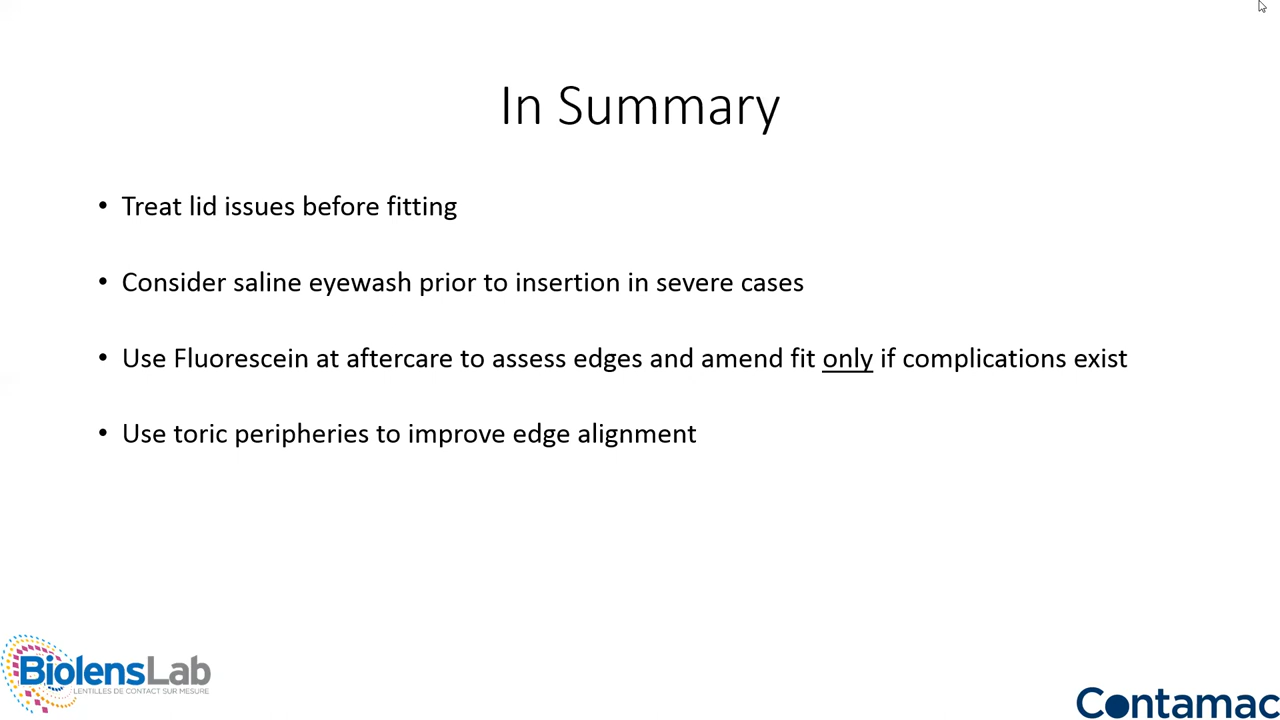 In Summary
• Treat lid issues before fitting
• Consider saline eyewash prior to insertion in severe cases
• Use Fluorescein at aftercare to assess edges and amend fit only if complications exist
• Use toric peripheries to improve edge alignment
BiolensLab
LENTILLES DE CONTACT SUR MESURE
Contamac